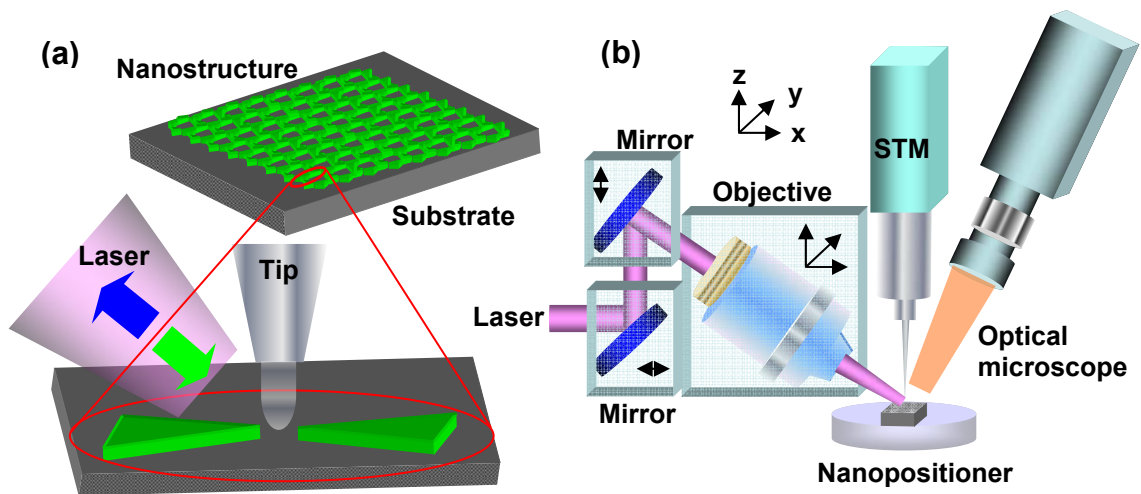 (a)
Nanostructure
Substrate
Laser
Tip
(b)
z
y
x
Mirror
STM
Objective
Laser
Optical
microscope
Mirror
Nanopositioner